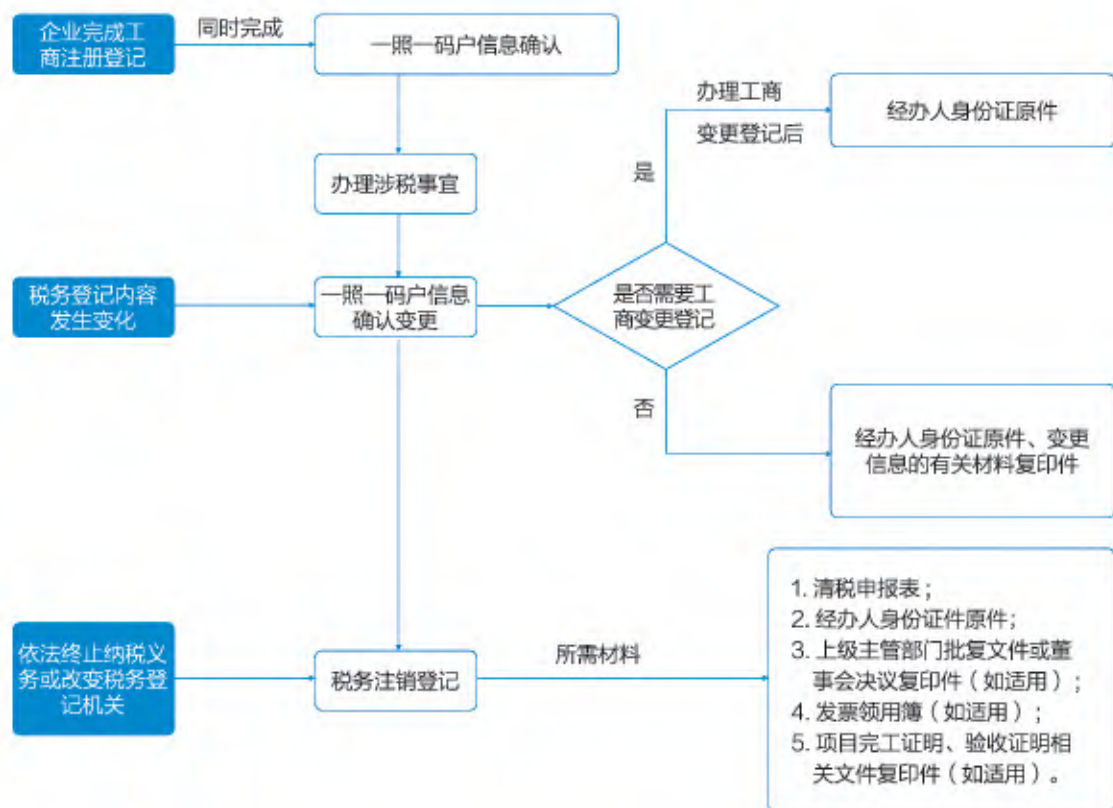 企业完成工
商注册登记
同时完成
一照一码户信息确认
办理工商
变更登记后
经办人身份证原件
办理涉税事宜
是
税务登记内容
发生变化
一照一码户信息
确认变更
是否需要工
商变更登记
否
经办人身份证原件、变更
信息的有关材料复印件
依法终止纳税义
务或改变税务登
记机关
税务注销登记
所需材料
1. 清税申报表；
2. 经办人身份证件原件；
3. 上级主管部门批复文件或董
事会决议复印件（如适用）；
4. 发票领用簿（如适用）；
5. 项目完工证明、验收证明相
关文件复印件（如适用）。